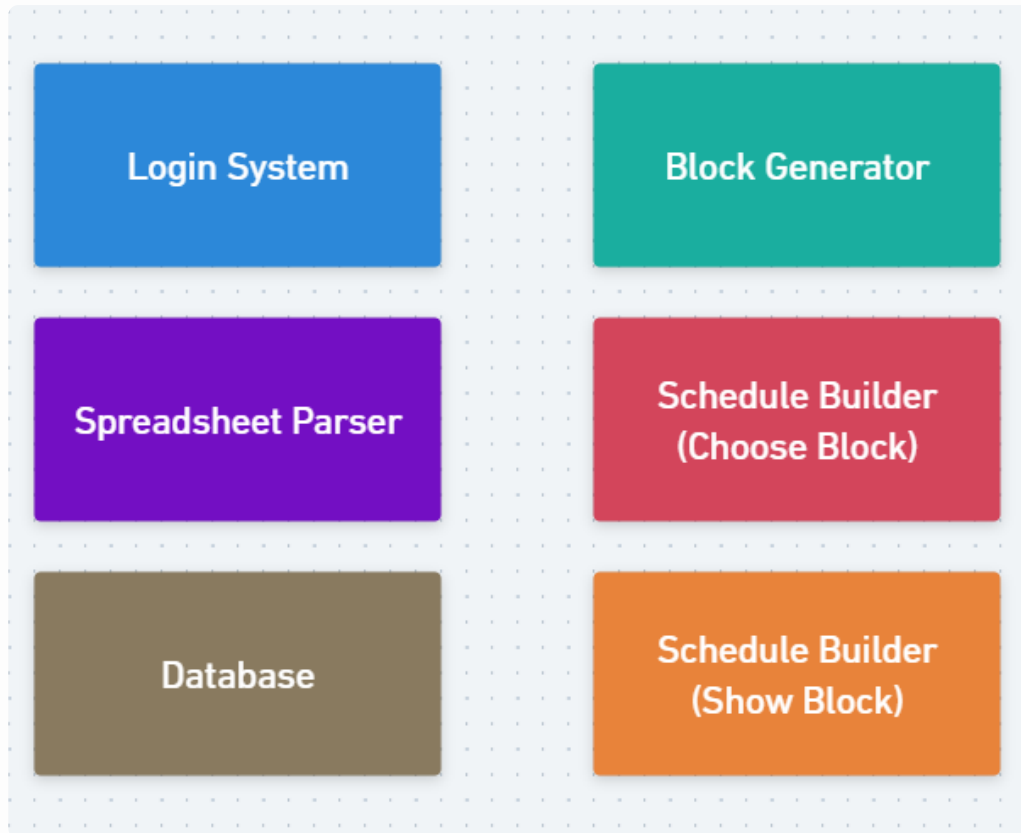 Login System
Block Generator
Spreadsheet Parser
Schedule Builder
(Choose Block)
Database
Schedule Builder
(Show Block)